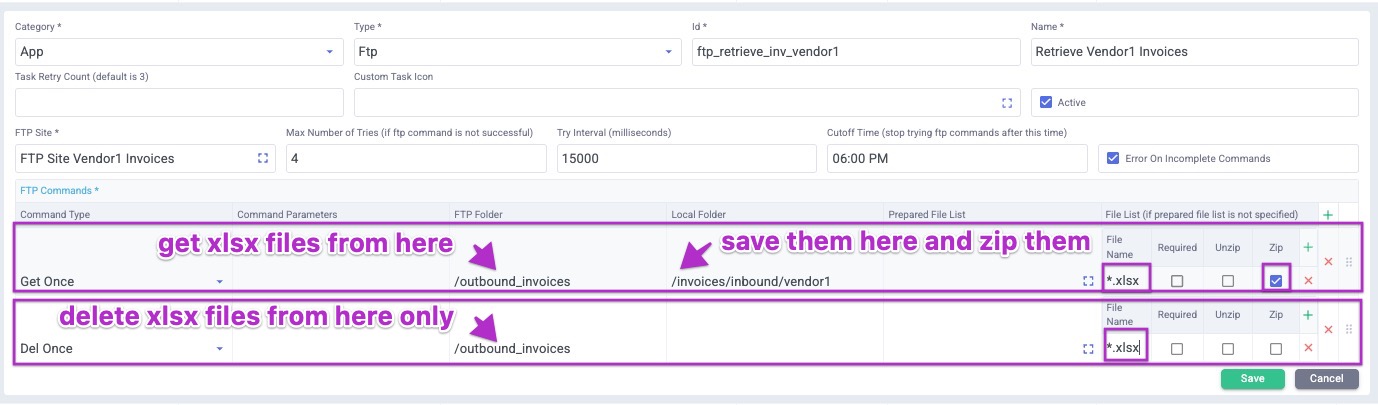 Category *
Type *
Id *
Name *
App
Ftp
ftp_retrieve_inv_vendor1
Retrieve Vendor1 Invoices
Task Retry Count (default is 3)
Custom Task Icon
Active
FTP Site *
Max Number of Tries (if ftp command is not successful)
Try Interval (milliseconds)
Cutoff Time (stop trying ftp commands after this time)
FTP Site Vendor1 Invoices
4
15000
06:00 PM
Error On Incomplete Commands
FTP Commands *
Command Type
Command Parameters
FTP Folder
Local Folder
Prepared File List
File List (if prepared file list is not specified)
get xlsx files from here
save them here and zip them
File
Name
Required
Unzip
Zip
Get Once
/outbound_invoices
/invoices/inbound/vendor1
*.xlsx
delete xlsx files from here only
File
Name
Required
Unzip
Zip
Del Once
/outbound_invoices
*.xlsx
Save
Cancel